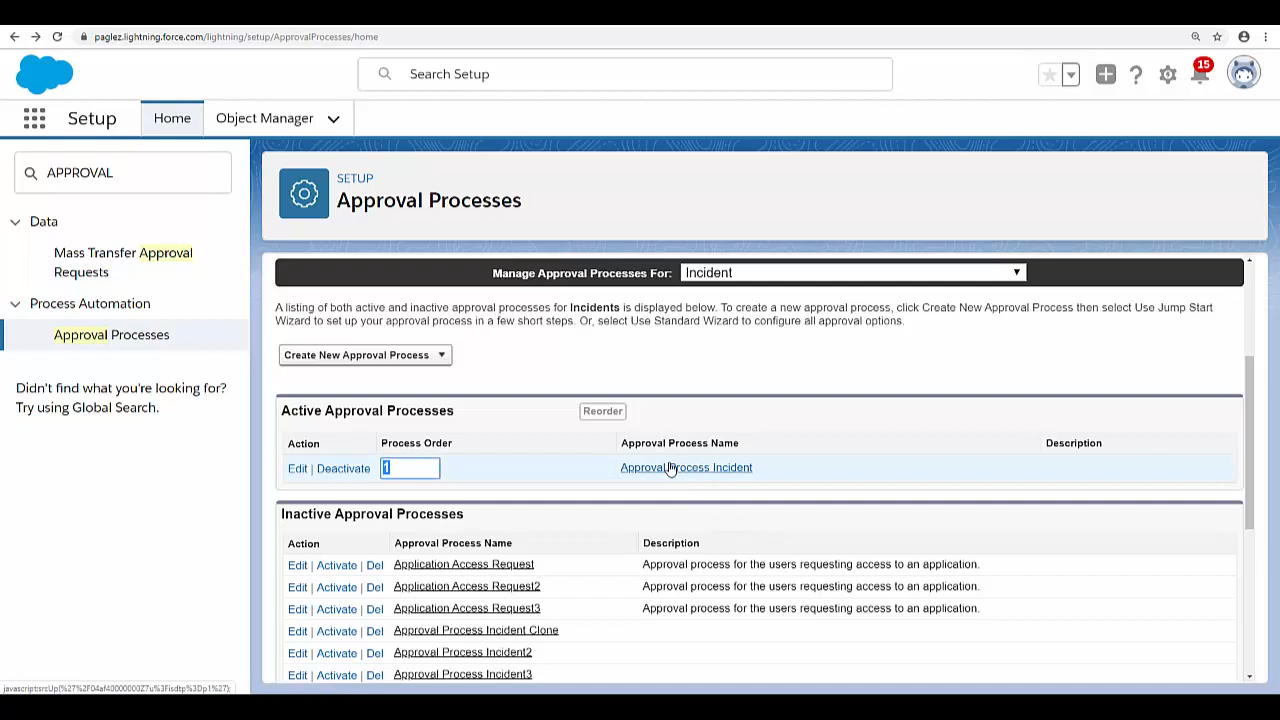 paglez.lightning.force.com/lightning/setup/ApprovalProcesses/home
Search Setup
15
Setup
Home
Object Manager
APPROVAL
Data
Mass Transfer Approval
Requests
Process Automation
Approval Processes
Didn't find what you're looking for?
Try using Global Search.
SETUP
Approval Processes
Manage Approval Processes For: Incident
A listing of both active and inactive approval processes for Incidents is displayed below. To create a new approval process, click Create New Approval Process then select Use Jump Start
Wizard to set up your approval process in a few short steps. Or, select Use Standard Wizard to configure all approval options.
Create New Approval Process
Active Approval Processes Reorder
Action Process Order Approval Process Name Description
Edit | Deactivate 1 Approval Process Incident
Inactive Approval Processes
Action Approval Process Name Description
Edit | Activate | Del Application Access Request Approval process for the users requesting access to an application.
Edit | Activate | Del Application Access Request2 Approval process for the users requesting access to an application.
Edit | Activate | Del Application Access Request3 Approval process for the users requesting access to an application.
Edit | Activate | Del Approval Process Incident Clone
Edit | Activate | Del Approval Process Incident2
Edit | Activate | Del Approval Process Incident3